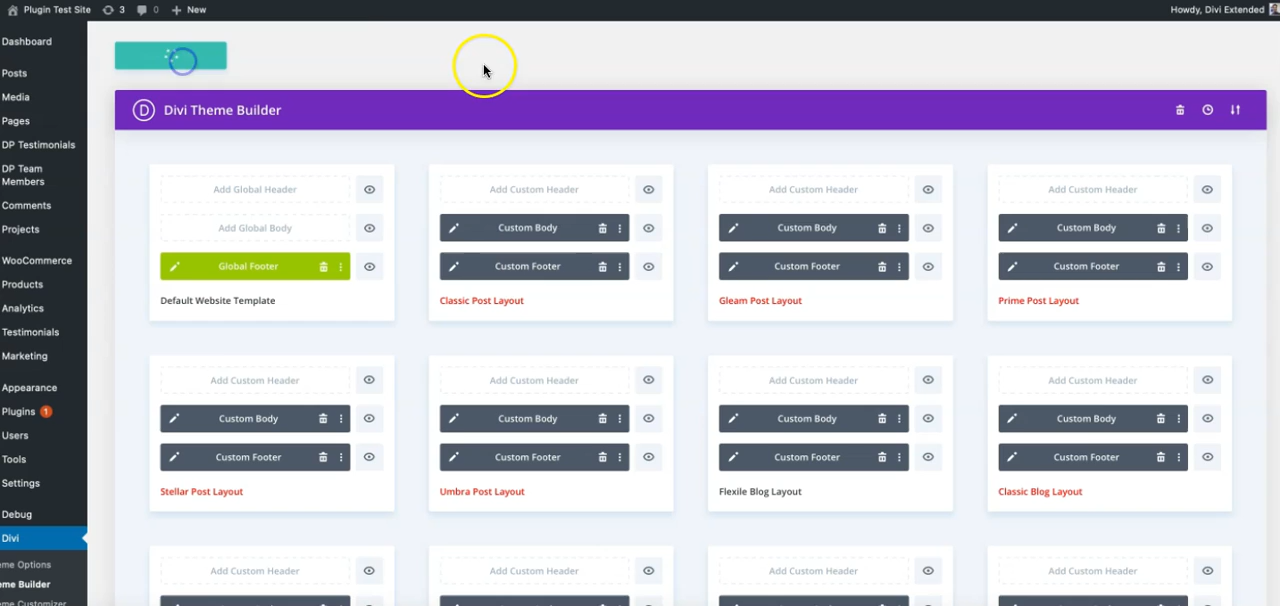 Plugin Test Site 3 0 New Howdy, Divi Extended
Dashboard
Posts
Media
Pages
DP Testimonials
DP Team
Members
Comments
Projects
WooCommerce
Products
Analytics
Testimonials
Marketing
Appearance
Plugins 1
Users
Tools
Settings
Debug
Divi
eme Options
eme Builder
eme Customizer
D Divi Theme Builder
Add Global Header
Add Global Body
Global Footer
Default Website Template
Add Custom Header
Custom Body
Custom Footer
Classic Post Layout
Add Custom Header
Custom Body
Custom Footer
Gleam Post Layout
Add Custom Header
Custom Body
Custom Footer
Prime Post Layout
Add Custom Header
Custom Body
Custom Footer
Stellar Post Layout
Add Custom Header
Custom Body
Custom Footer
Umbra Post Layout
Add Custom Header
Custom Body
Custom Footer
Flexile Blog Layout
Add Custom Header
Custom Body
Custom Footer
Classic Blog Layout
Add Custom Header
Add Custom Header
Add Custom Header
Add Custom Header